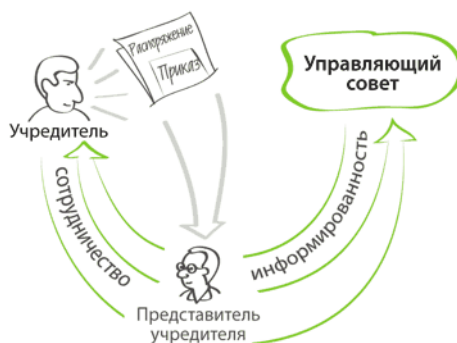 Распоряжение
Приказ
Управляющий
совет
Учредитель
сотрудничество
информированность
Представитель
учредителя